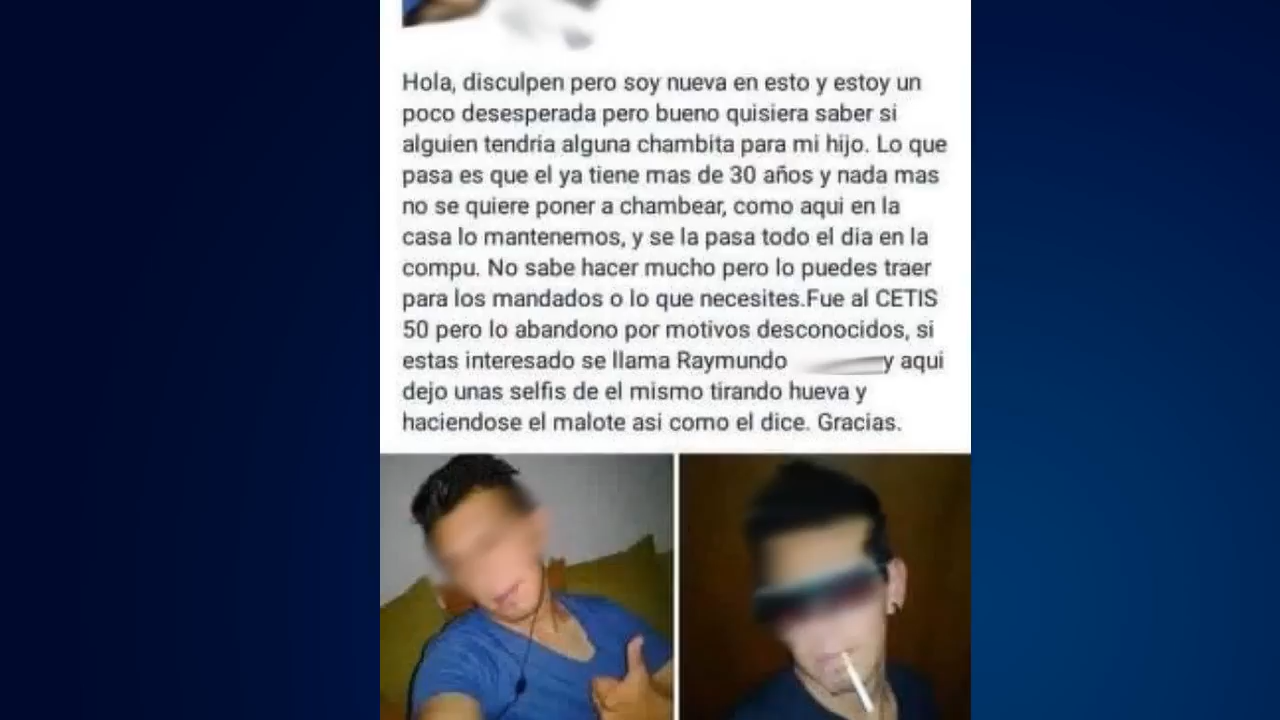 Hola, disculpen pero soy nueva en esto y estoy un
poco desesperada pero bueno quisiera saber si
alguien tendria alguna chambita para mi hijo. Lo que
pasa es que el ya tiene mas de 30 años y nada mas
no se quiere poner a chambear, como aqui en la
casa lo mantenemos, y se la pasa todo el dia en la
compu. No sabe hacer mucho pero lo puedes traer
para los mandados o lo que necesites.Fue al CETIS
50 pero lo abandono por motivos desconocidos, si
estas interesado se llama Raymundo y aqui
dejo unas selfis de el mismo tirando hueva y
haciendose el malote asi como el dice. Gracias.